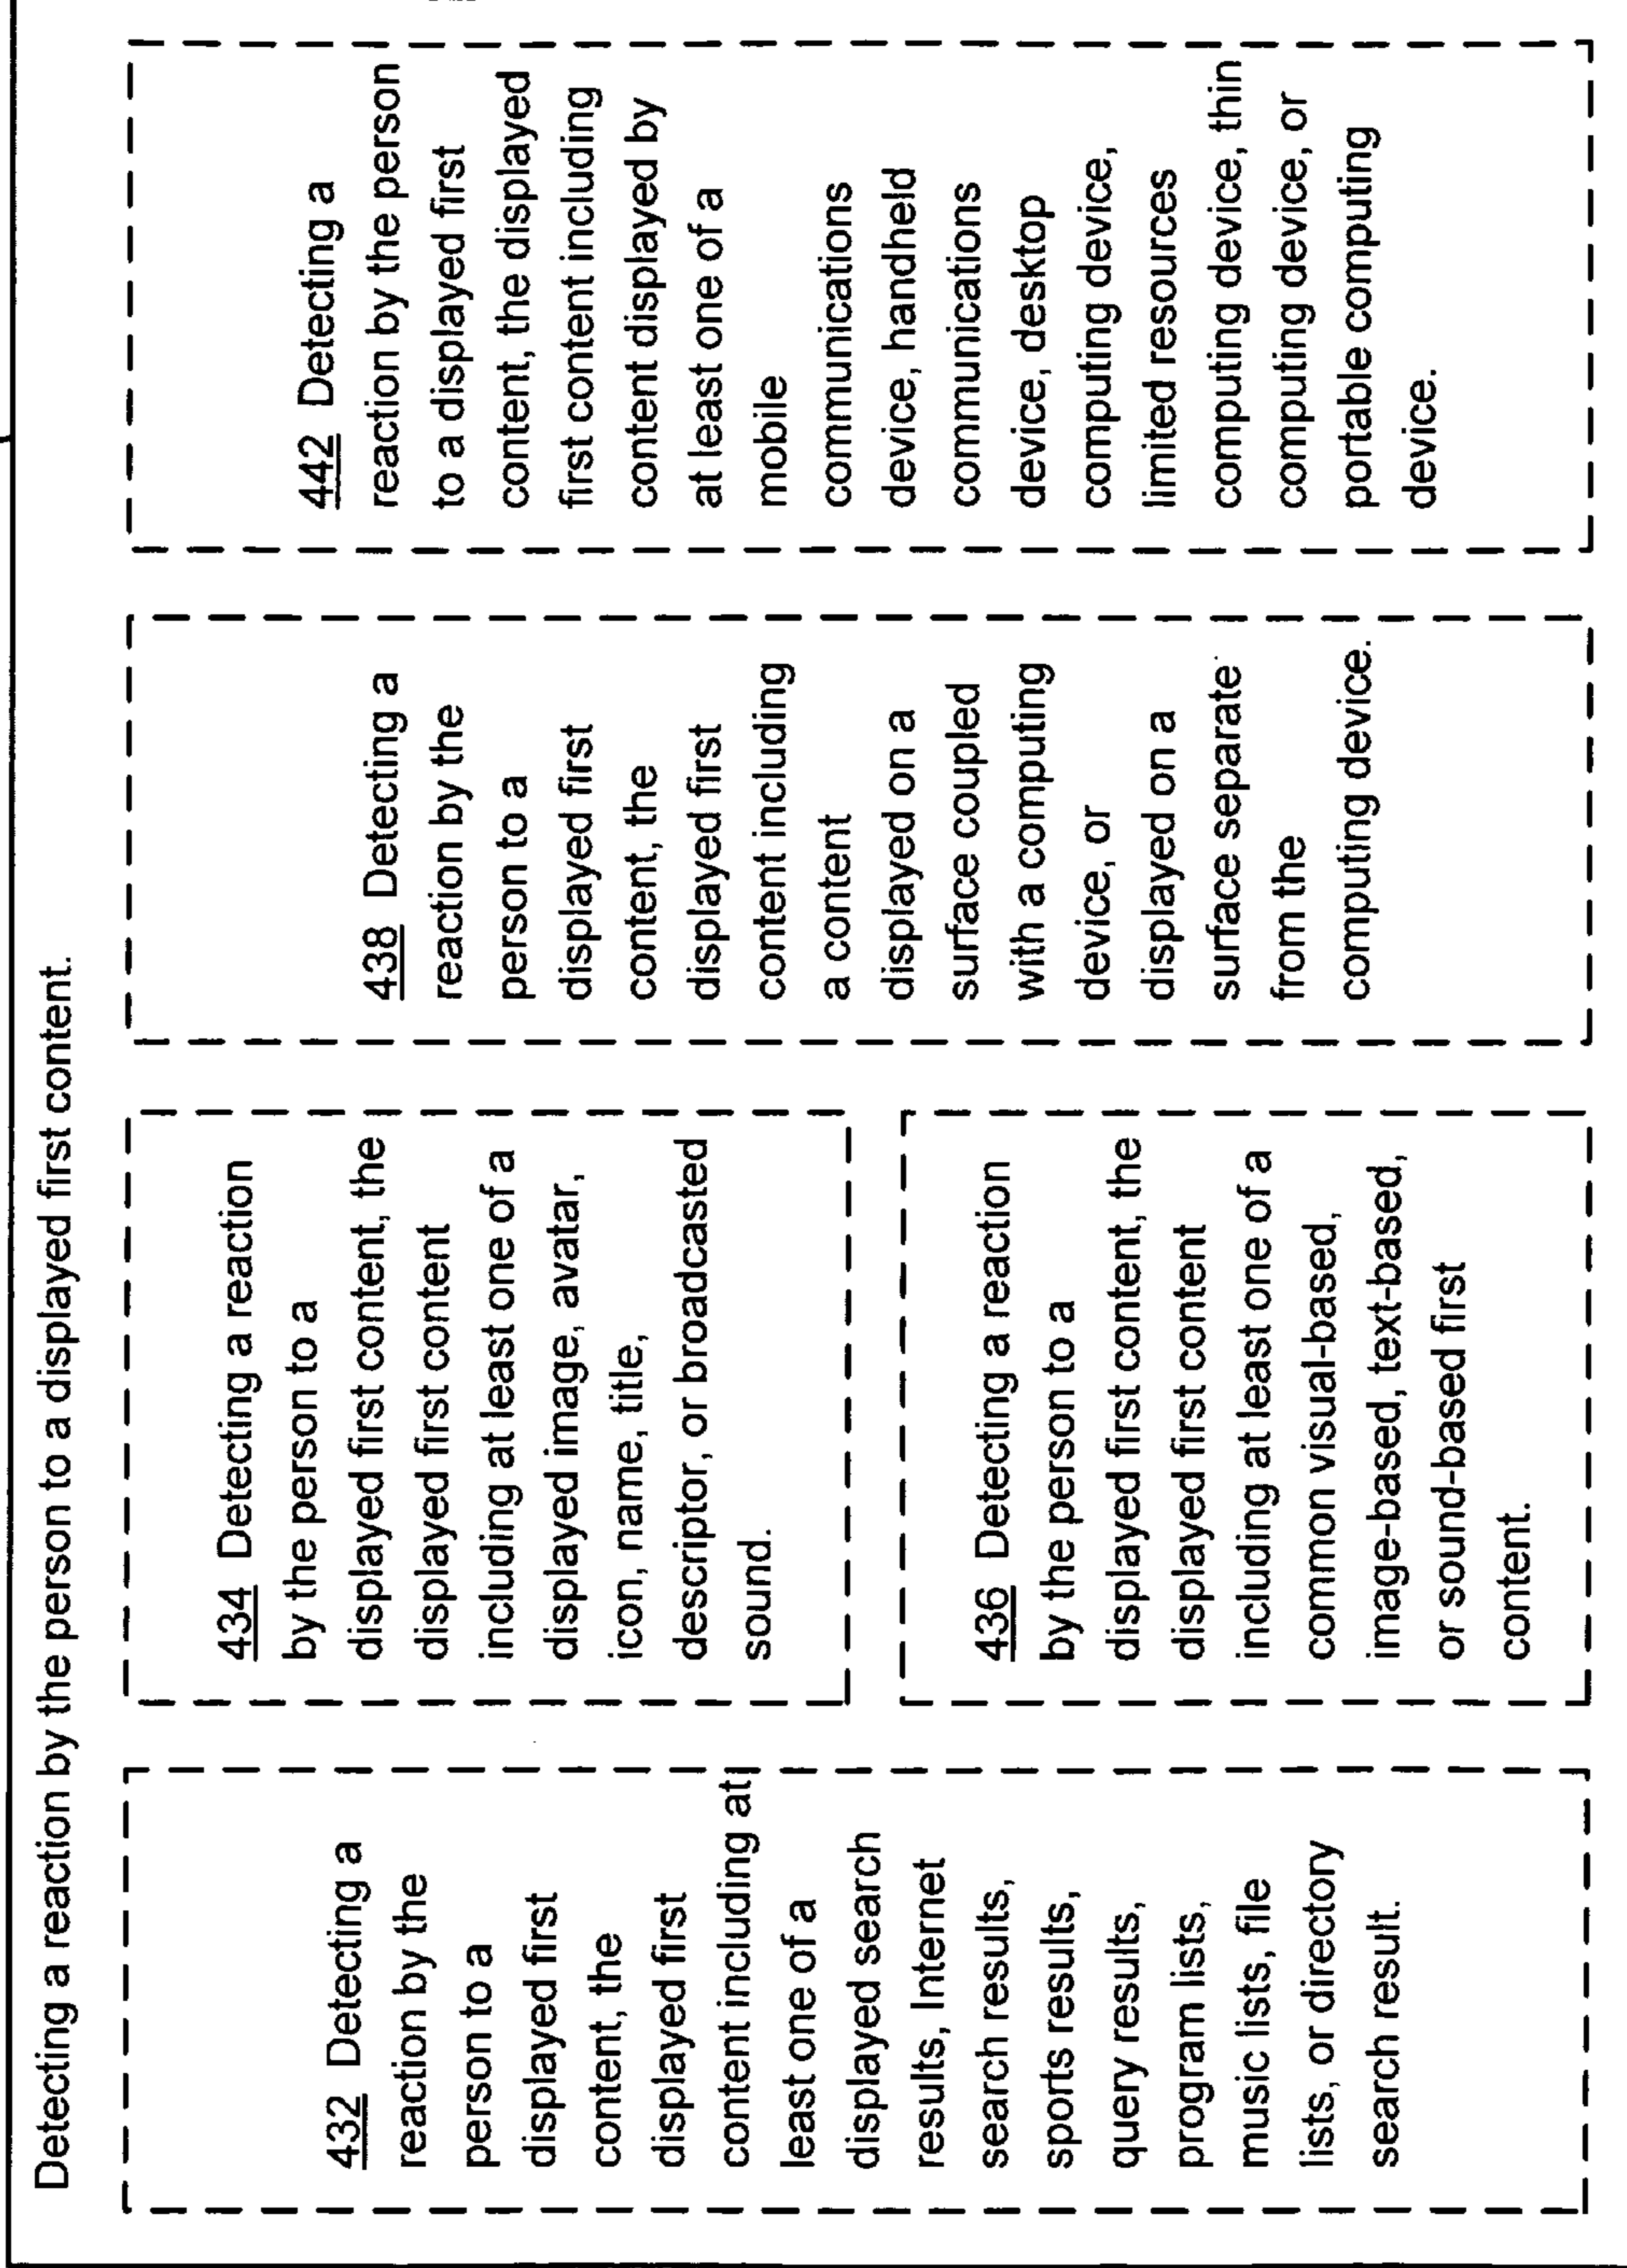 Detecting a reaction by the person to a displayed first content.
432 Detecting a
reaction by the
person to a
displayed first
content, the
displayed first
content including at
least one of a
displayed search
results, Internet
search results,
sports results,
query results,
program lists,
music lists, file
lists, or directory
search result.
434 Detecting a reaction
by the person to a
displayed first content, the
displayed first content
including at least one of a
displayed image, avatar,
icon, name, title,
descriptor, or broadcasted
sound.
436 Detecting a reaction
by the person to a
displayed first content, the
displayed first content
including at least one of a
common visual-based,
image-based, text-based,
or sound-based first
content.
438 Detecting a
reaction by the
person to a
displayed first
content, the
displayed first
content including
a content
displayed on a
surface coupled
with a computing
device, or
displayed on a
surface separate
from the
computing device.
442 Detecting a
reaction by the person
to a displayed first
content, the displayed
first content including
content displayed by
at least one of a
mobile
communications
device, handheld
communications
device, desktop
computing device,
limited resources
computing device, thin
computing device, or
portable computing
device.